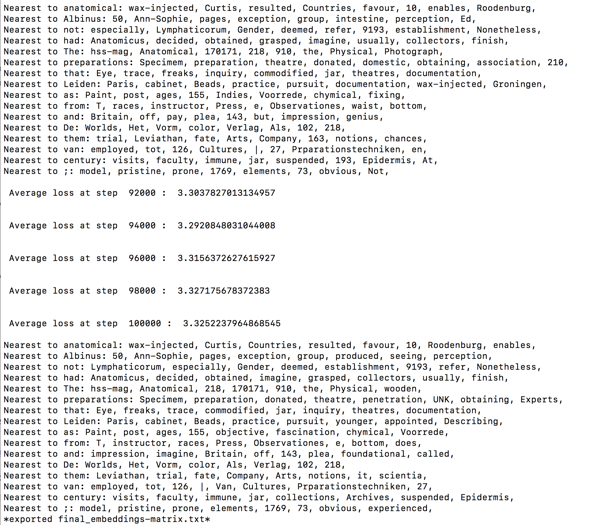 Nearest to anatomical: wax-injected, Curtis, resulted, Countries, favour, 10, enables, Roodenburg,
Nearest to Albinus: 50, Ann-Sophie, pages, exception, group, intestine, perception, Ed,
Nearest to not: especially, Lymphaticorum, Gender, deemed, refer, 9193, establishment, Nonetheless,
Nearest to had: Anatomicus, decided, obtained, grasped, imagine, usually, collectors, finish,
Nearest to The: hss-mag, Anatomical, 170171, 218, 910, the, Physical, Photograph,
Nearest to preparations: Specimem, preparation, theatre, donated, domestic, obtaining, association, 210,
Nearest to that: Eye, trace, freaks, inquiry, commodified, jar, theatres, documentation,
Nearest to Leiden: Paris, cabinet, Beads, practice, pursuit, documentation, wax-injected, Groningen,
Nearest to as: Paint, post, ages, 155, Indies, Voorrede, chymical, fixing,
Nearest to from: T, races, instructor, Press, e, Observationes, waist, bottom,
Nearest to and: Britain, off, pay, plea, 143, but, impression, genius,
Nearest to De: Worlds, Het, Vorm, color, Verlag, Als, 102, 218,
Nearest to them: trial, Leviathan, fate, Arts, Company, 163, notions, chances,
Nearest to van: employed, tot, 126, Cultures, |, 27, Prparationstechniken, en,
Nearest to century: visits, faculty, immune, jar, suspended, 193, Epidermis, At,
Nearest to ;: model, pristine, prone, 1769, elements, 73, obvious, Not,
Average loss at step  92000 :  3.3037827013134957
Average loss at step  94000 :  3.2920848031044008
Average loss at step  96000 :  3.3156372627615927
Average loss at step  98000 :  3.327175678372383
Average loss at step  100000 :  3.3252237964868545
Nearest to anatomical: wax-injected, Curtis, Countries, resulted, favour, 10, Roodenburg, enables,
Nearest to Albinus: 50, Ann-Sophie, pages, exception, group, produced, seeing, perception,
Nearest to not: Lymphaticorum, especially, Gender, deemed, establishment, 9193, refer, Nonetheless,
Nearest to had: Anatomicus, decided, obtained, imagine, grasped, collectors, usually, finish,
Nearest to The: hss-mag, Anatomical, 218, 170171, 910, the, Physical, wooden,
Nearest to preparations: Specimem, preparation, donated, theatre, penetration, UNK, obtaining, Experts,
Nearest to that: Eye, freaks, trace, commodified, jar, inquiry, theatres, documentation,
Nearest to Leiden: Paris, cabinet, Beads, practice, pursuit, younger, appointed, Describing,
Nearest to as: Paint, post, ages, 155, objective, fascination, chymical, Voorrede,
Nearest to from: T, instructor, races, Press, Observationes, e, bottom, does,
Nearest to and: impression, imagine, Britain, off, 143, plea, foundational, called,
Nearest to De: Worlds, Het, Vorm, color, Als, Verlag, 102, 218,
Nearest to them: Leviathan, trial, fate, Company, Arts, notions, it, scientia,
Nearest to van: employed, tot, 126, |, Van, Cultures, Prparationstechniken, 27,
Nearest to century: visits, faculty, immune, jar, collections, Archives, suspended, Epidermis,
Nearest to ;: model, pristine, prone, elements, 1769, 73, obvious, experienced,
*exported final_embeddings-matrix.txt*